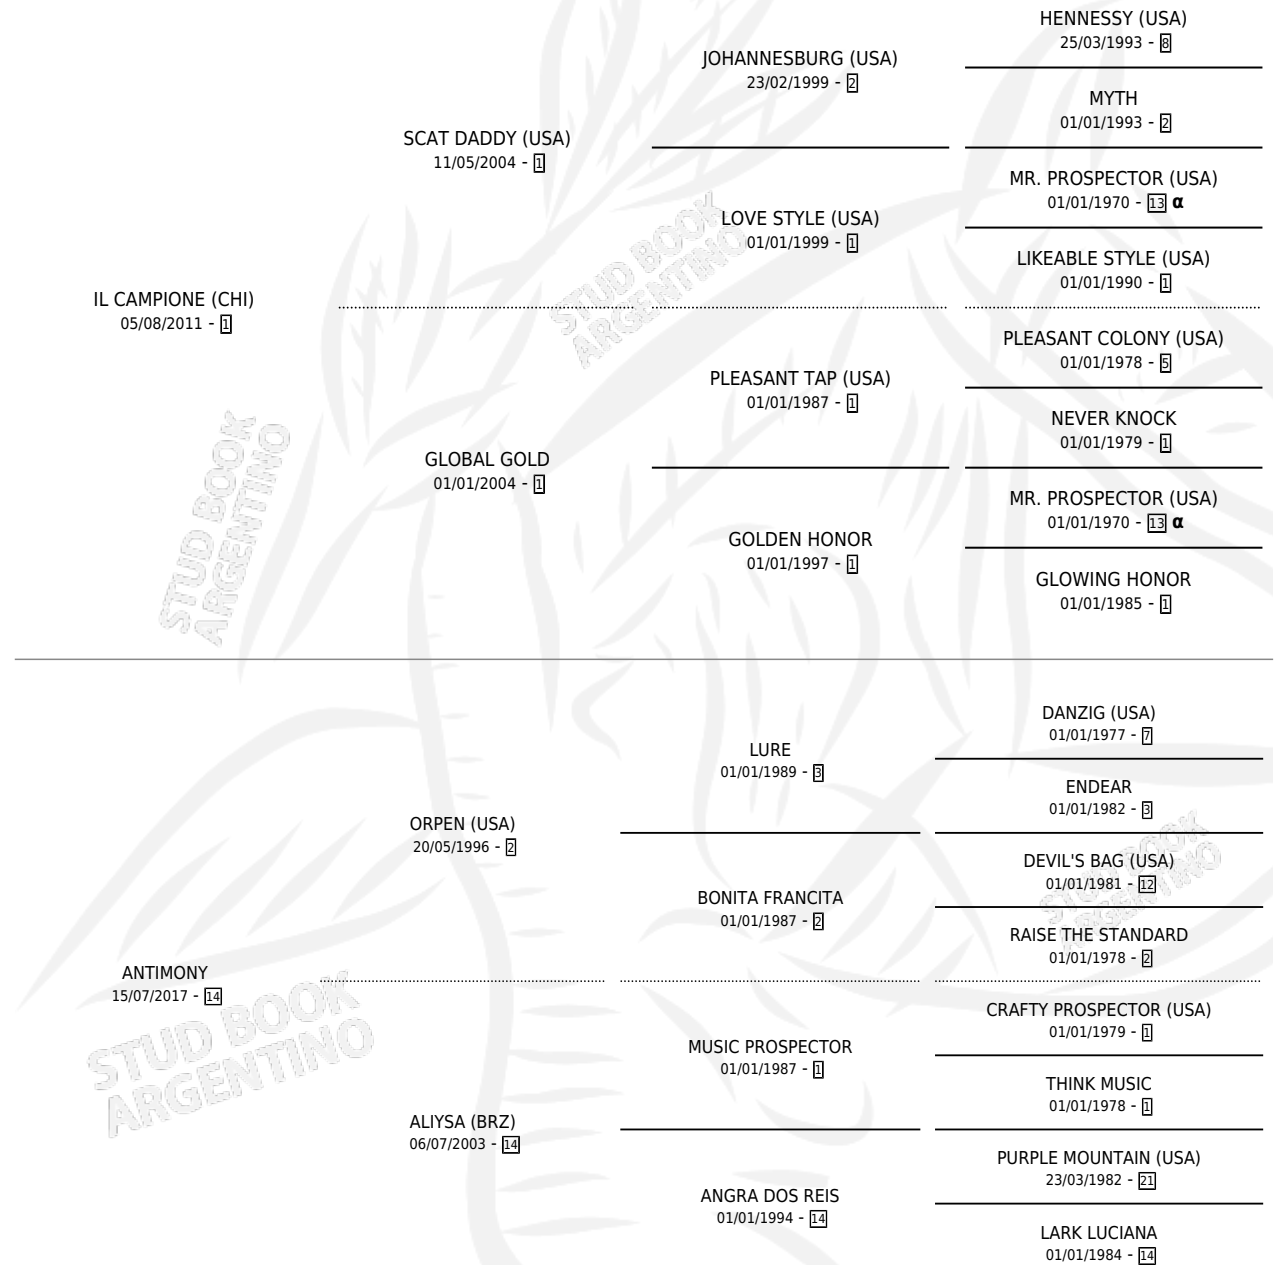 HENNESSY (USA)
25/03/1993 - 8
JOHANNESBURG (USA)
23/02/1999 - 2
MYTH
01/01/1993 - 2
SCAT DADDY (USA)
11/05/2004 - 1
MR. PROSPECTOR (USA)
01/01/1970 - 13 α
LOVE STYLE (USA)
01/01/1999 - 1
LIKEABLE STYLE (USA)
01/01/1990 - 1
STUD BOOK
ARGENTINO
IL CAMPIONE (CHI)
05/08/2011 - 1
PLEASANT COLONY (USA)
01/01/1978 - 5
PLEASANT TAP (USA)
01/01/1987 - 1
NEVER KNOCK
01/01/1979 - 1
GLOBAL GOLD
01/01/2004 - 1
MR. PROSPECTOR (USA)
01/01/1970 - 13 α
GOLDEN HONOR
01/01/1997 - 1
GLOWING HONOR
01/01/1985 - 1
STUD BOOK
ARGENTINO
DANZIG (USA)
01/01/1977 - 7
LURE
01/01/1989 - 3
ENDEAR
01/01/1982 - 3
ORPEN (USA)
20/05/1996 - 2
DEVIL'S BAG (USA)
01/01/1981 - 12
BONITA FRANCITA
01/01/1987 - 2
RAISE THE STANDARD
01/01/1978 - 2
STUD BOOK
ARGENTINO
ANTIMONY
15/07/2017 - 14
CRAFTY PROSPECTOR (USA)
01/01/1979 - 1
MUSIC PROSPECTOR
01/01/1987 - 1
THINK MUSIC
01/01/1978 - 1
STUD BOOK
ARGENTINO
ALIYSA (BRZ)
06/07/2003 - 14
PURPLE MOUNTAIN (USA)
23/03/1982 - 21
ANGRA DOS REIS
01/01/1994 - 14
LARK LUCIANA
01/01/1984 - 14